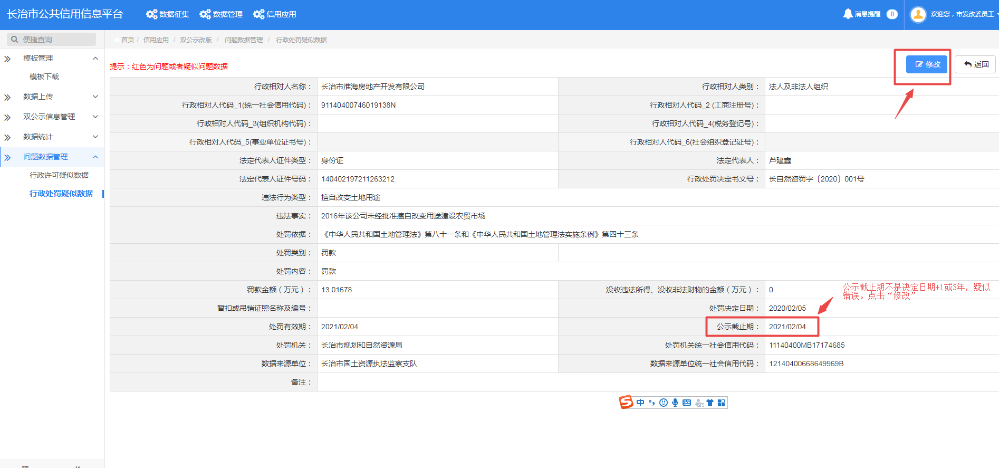 长治市公共信用信息平台 数据征集 数据管理 信用应用 消息提醒 0 欢迎您，市发改委员工
便捷查询
首页 / 信用应用 / 双公示改版 / 问题数据管理 / 行政处罚疑似数据
模板管理
模板下载
数据上传
双公示信息管理
数据统计
问题数据管理
行政许可疑似数据
行政处罚疑似数据
提示：红色为问题或者疑似问题数据
修改 返回
行政相对人名称： 长治市淮海房地产开发有限公司 行政相对人类别： 法人及非法人组织
行政相对人代码_1(统一社会信用代码)： 91140400746019138N 行政相对人代码_2 (工商注册号)：
行政相对人代码_3(组织机构代码)： 行政相对人代码_4(税务登记号)：
行政相对人代码_5(事业单位证书号)： 行政相对人代码_6(社会组织登记证号)：
法定代表人证件类型： 身份证 法定代表人： 芦建鑫
法定代表人证件号码： 140402197211263212 行政处罚决定书文号： 长自然资罚字〔2020〕001号
违法行为类型： 擅自改变土地用途
违法事实： 2016年该公司未经批准擅自改变用途建设农贸市场
处罚依据： 《中华人民共和国土地管理法》第八十一条和《中华人民共和国土地管理法实施条例》第四十三条
处罚类别： 罚款
处罚内容： 罚款
罚款金额（万元）： 13.01678 没收违法所得、没收非法财物的金额（万元）： 0
公示截止期不是决定日期+1或3年，疑似
错误。点击“修改”
暂扣或吊销证照名称及编号： 处罚决定日期： 2020/02/05
处罚有效期： 2021/02/04 公示截止期： 2021/02/04
处罚机关： 长治市规划和自然资源局 处罚机关统一社会信用代码： 11140400MB17174685
数据来源单位： 长治市国土资源执法监察支队 数据来源单位统一社会信用代码： 12140400668649969B
备注：
S 中